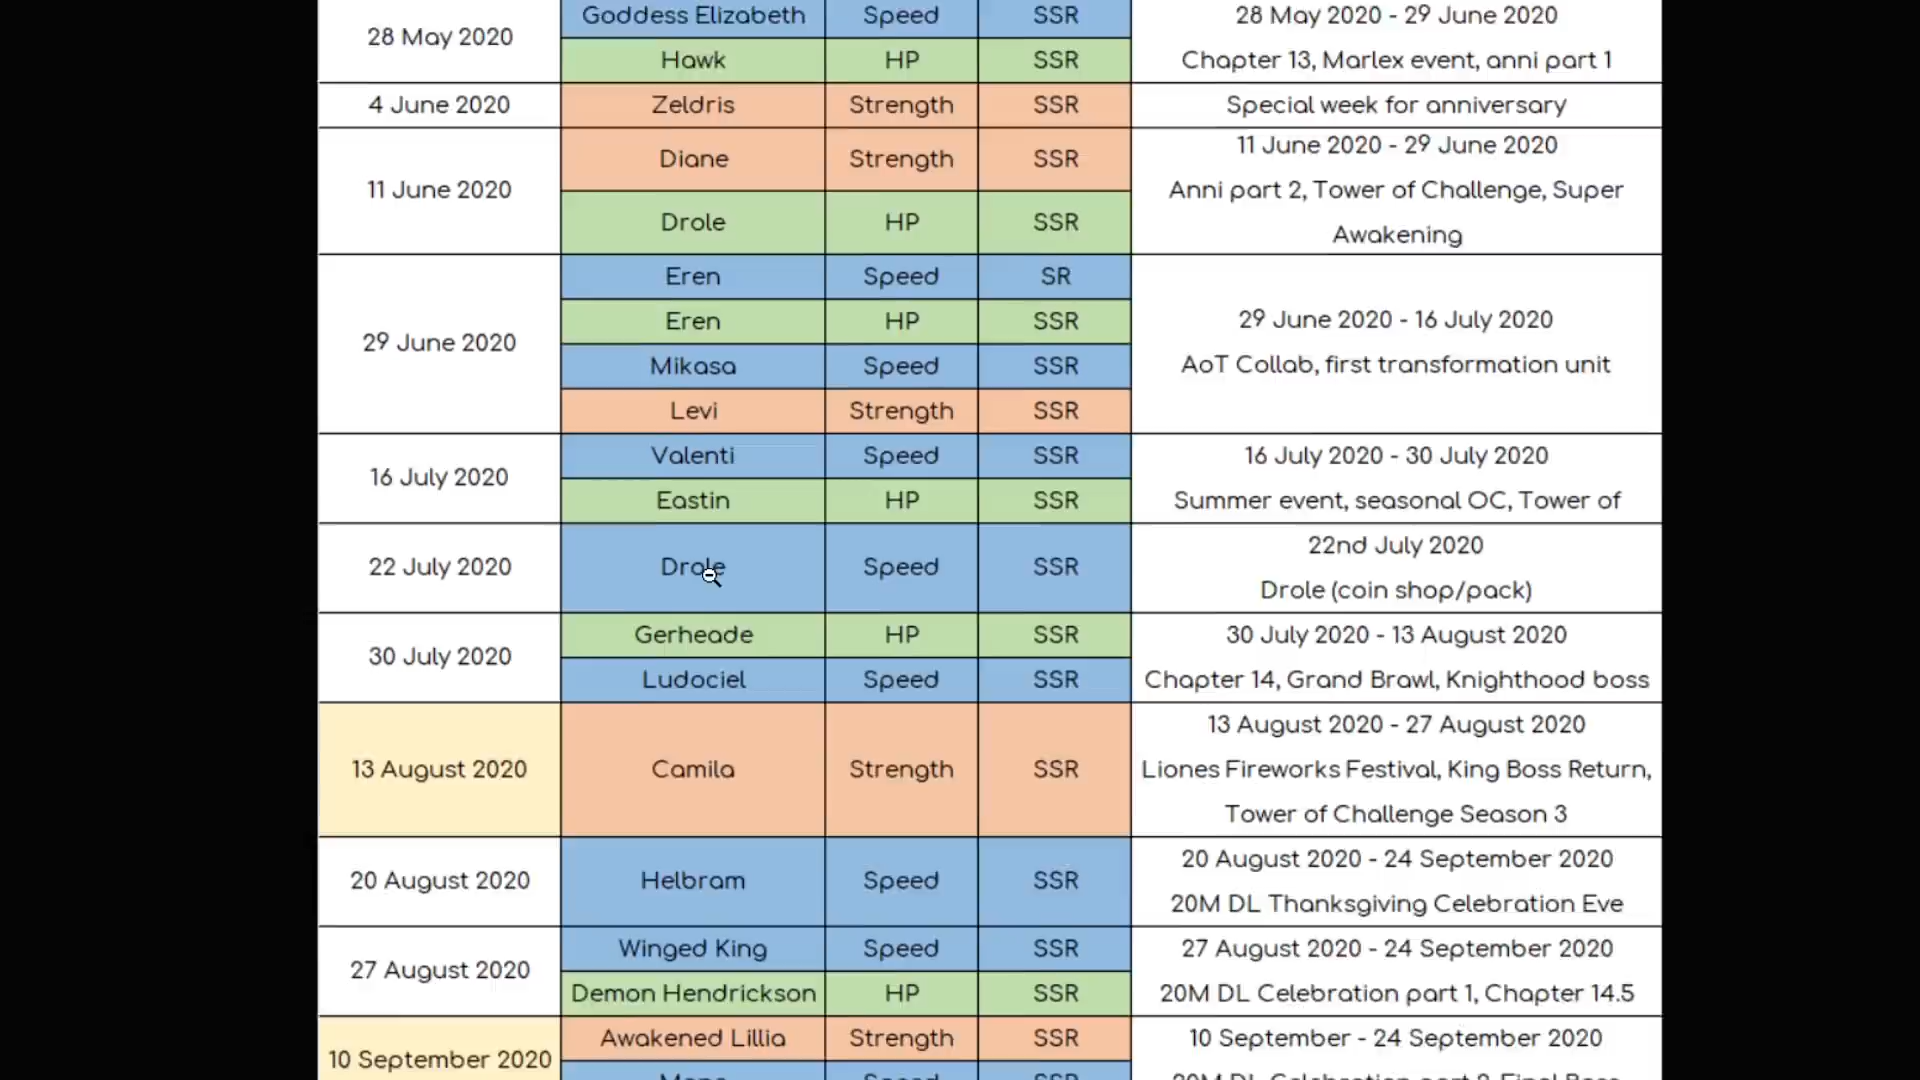 28 May 2020
Goddess Elizabeth Speed SSR
28 May 2020 - 29 June 2020
Hawk HP SSR
Chapter 13, Marlex event, anni part 1
4 June 2020 Zeldris Strength SSR Special week for anniversary
11 June 2020
Diane Strength SSR
Drole HP SSR
11 June 2020 - 29 June 2020
Anni part 2, Tower of Challenge, Super
Awakening
29 June 2020
Eren Speed SR
Eren HP SSR
Mikasa Speed SSR
Levi Strength SSR
29 June 2020 - 16 July 2020
AoT Collab, first transformation unit
16 July 2020
Valenti Speed SSR
Eastin HP SSR
16 July 2020 - 30 July 2020
Summer event, seasonal OC, Tower of
22 July 2020 Drole Speed SSR
22nd July 2020
Drole (coin shop/pack)
30 July 2020
Gerheade HP SSR
Ludociel Speed SSR
30 July 2020 - 13 August 2020
Chapter 14, Grand Brawl, Knighthood boss
13 August 2020 Camila Strength SSR
13 August 2020 - 27 August 2020
Liones Fireworks Festival, King Boss Return,
Tower of Challenge Season 3
20 August 2020 Helbram Speed SSR
20 August 2020 - 24 September 2020
20M DL Thanksgiving Celebration Eve
27 August 2020
Winged King Speed SSR
Demon Hendrickson HP SSR
27 August 2020 - 24 September 2020
20M DL Celebration part 1, Chapter 14.5
10 September 2020
Awakened Lillia Strength SSR
10 September - 24 September 2020